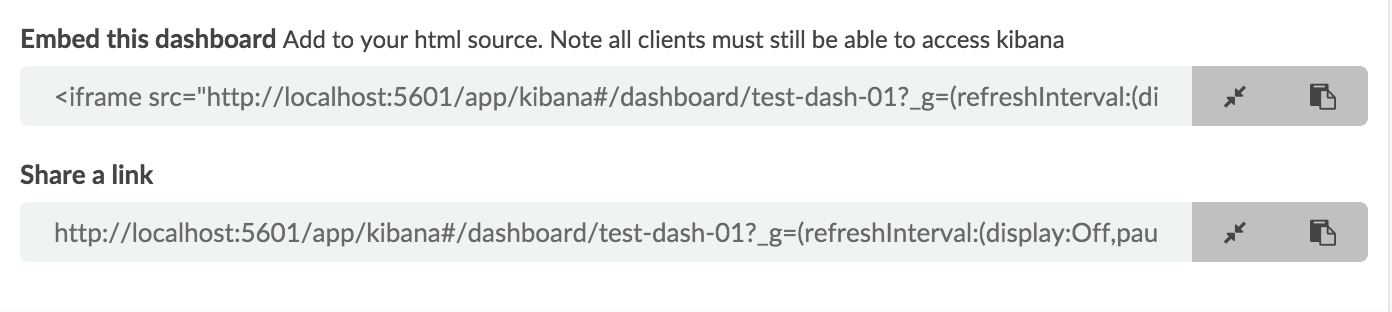 Embed this dashboard Add to your html source. Note all clients must still be able to access kibana
<iframe src="http://localhost:5601/app/kibana#/dashboard/test-dash-01?_g=(refreshInterval:(di
Share a link
http://localhost:5601/app/kibana#/dashboard/test-dash-01?_g=(refreshInterval:(display:Off,pau